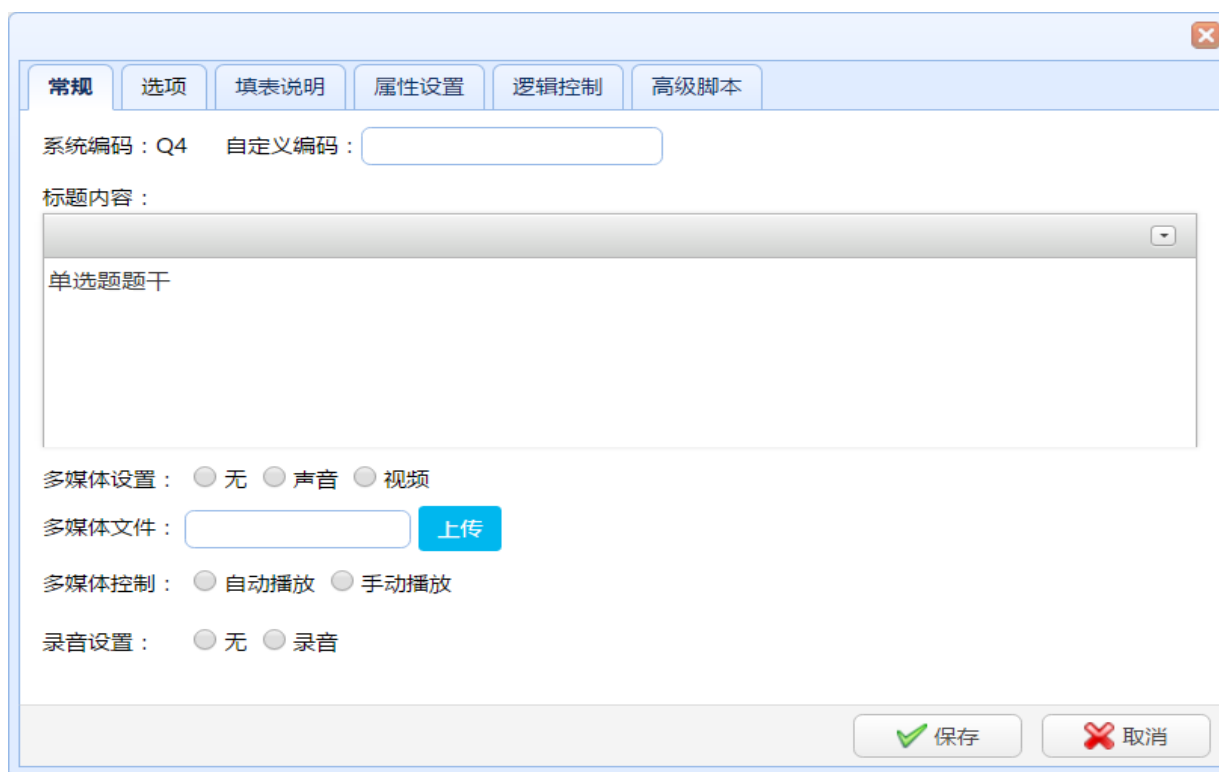 常规 选项 填表说明 属性设置 逻辑控制 高级脚本
系统编码：Q4 自定义编码：
标题内容：
单选题题干
多媒体设置： 无 声音 视频
多媒体文件： 上传
多媒体控制： 自动播放 手动播放
录音设置： 无 录音
保存 取消